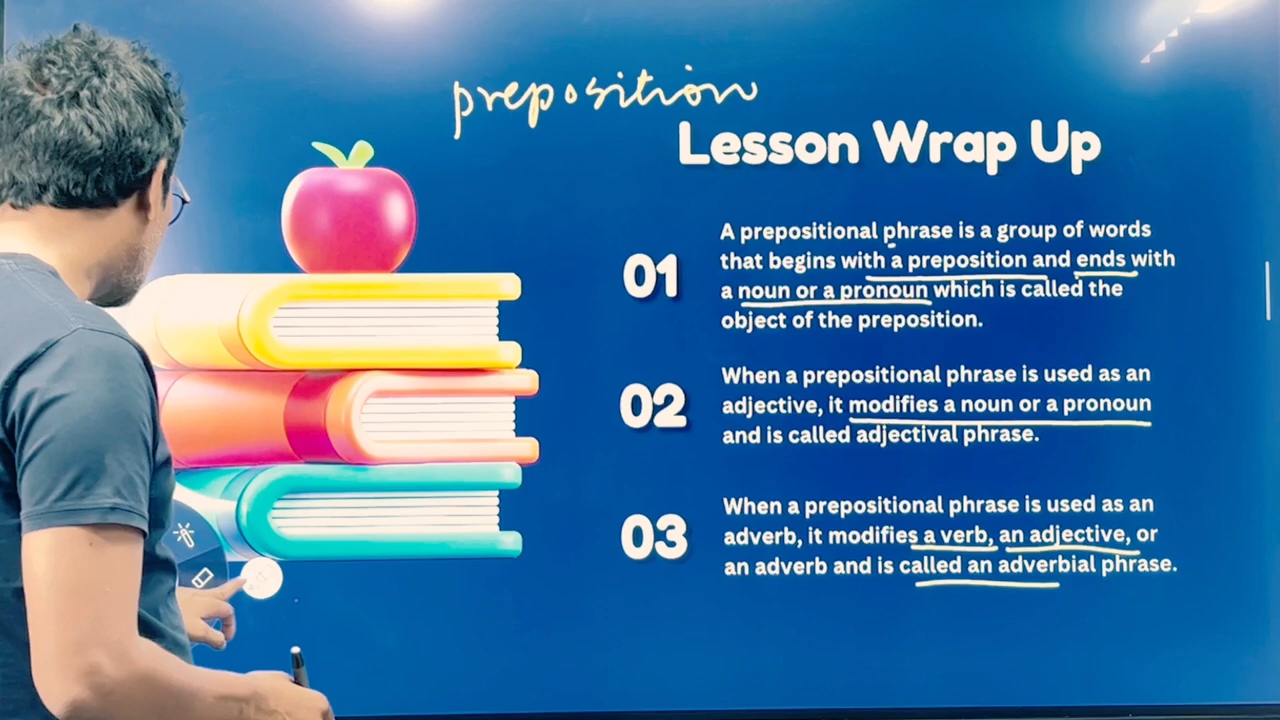 preposition
Lesson Wrap Up
01
A prepositional phrase is a group of words
that begins with a preposition and ends with
a noun or a pronoun which is called the
object of the preposition.
02
When a prepositional phrase is used as an
adjective, it modifies a noun or a pronoun
and is called adjectival phrase.
03
When a prepositional phrase is used as an
adverb, it modifies a verb, an adjective, or
an adverb and is called an adverbial phrase.